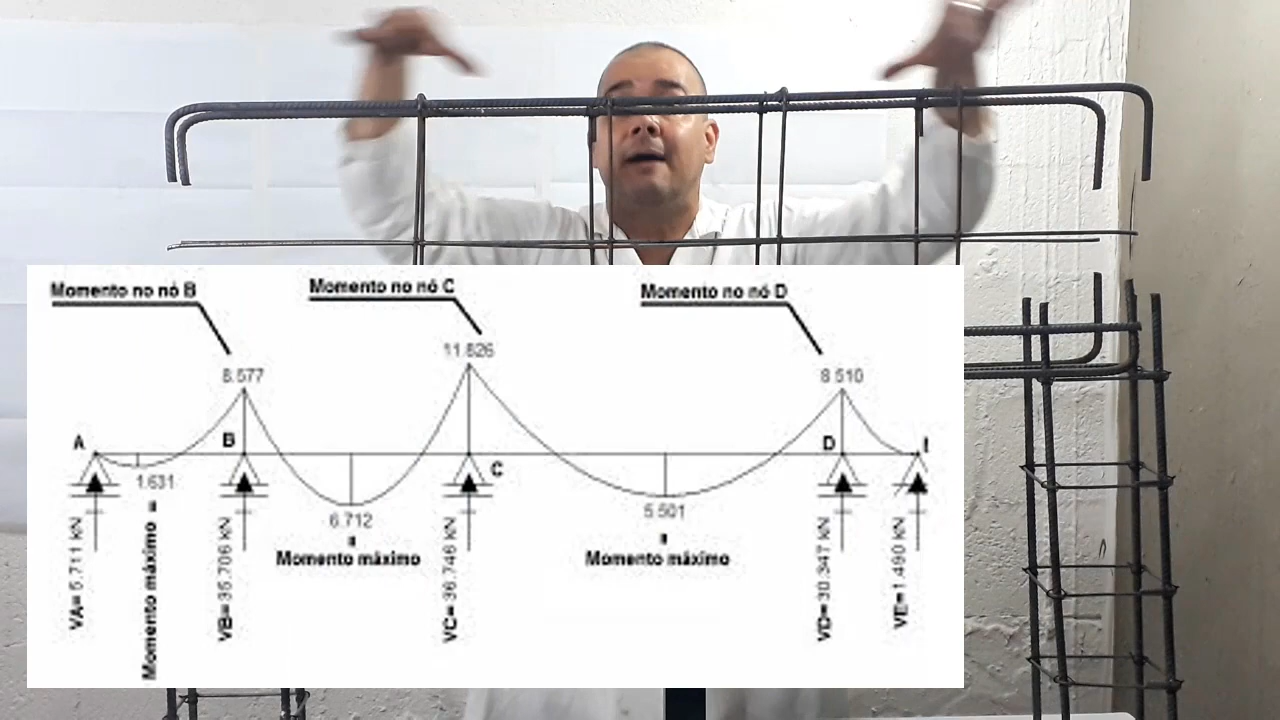 Momento no nó B
Momento no nó C
Momento no nó D
11.826
8.577
8.510
A
B
C
D
1.631
6.712
5.501
=
Momento máximo
=
Momento máximo
Momento máximo =
VA= 5.711 kN
VB= 35.706 kN
VC= 36.746 kN
VD= 30.347 kN
VE= 1.490 kN